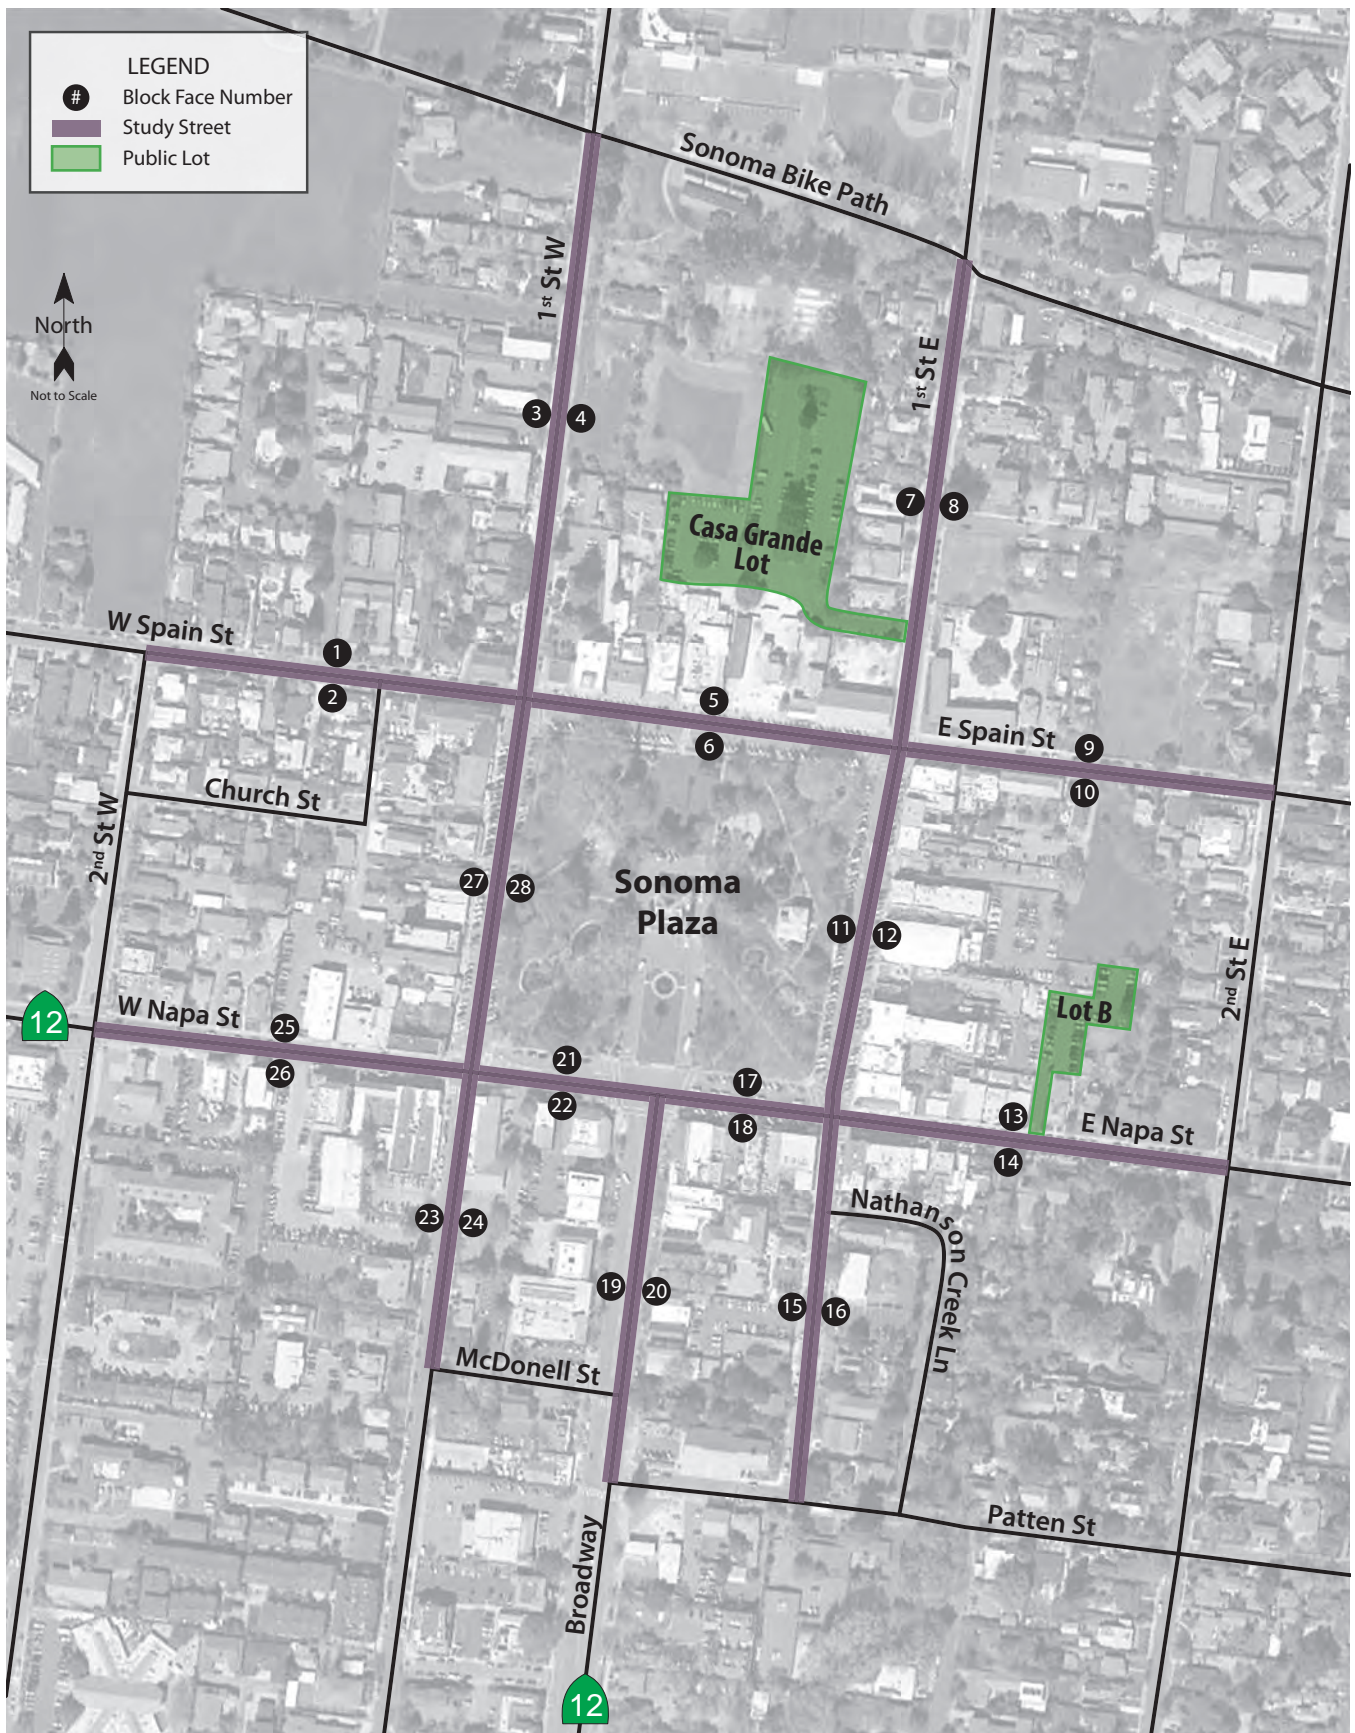 LEGEND
# Block Face Number
Study Street
Public Lot
Sonoma Bike Path
1st St W
North
Not to Scale
1st St E
3
4
7
8
Casa Grande
Lot
W Spain St
1
2
5
6
E Spain St
9
10
Church St
2nd St W
27
28
Sonoma
Plaza
11
12
2nd St E
Lot B
12
W Napa St
25
26
21
22
17
18
13
14
E Napa St
Nathanson Creek Ln
23
24
19
20
15
16
McDonell St
Patten St
Broadway
12